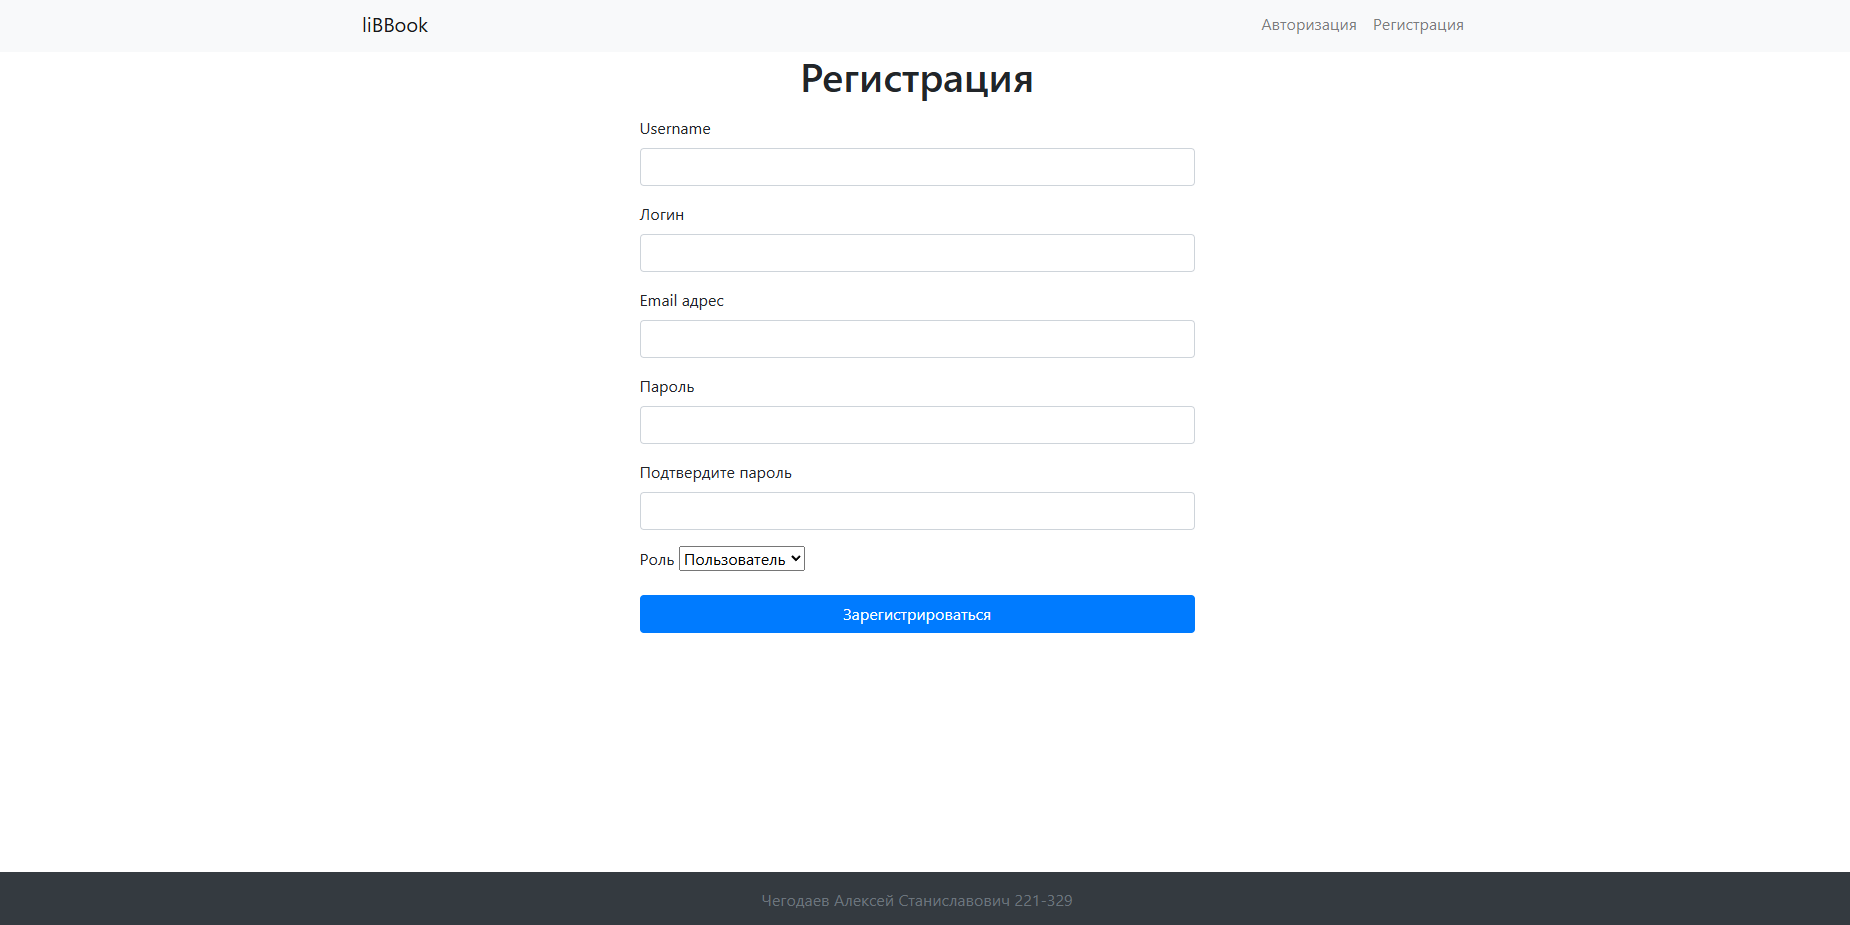 liBBook Авторизация Регистрация
Регистрация
Username
Логин
Email адрес
Пароль
Подтвердите пароль
Роль Пользователь
Зарегистрироваться
Чегодаев Алексей Станиславович 221-329